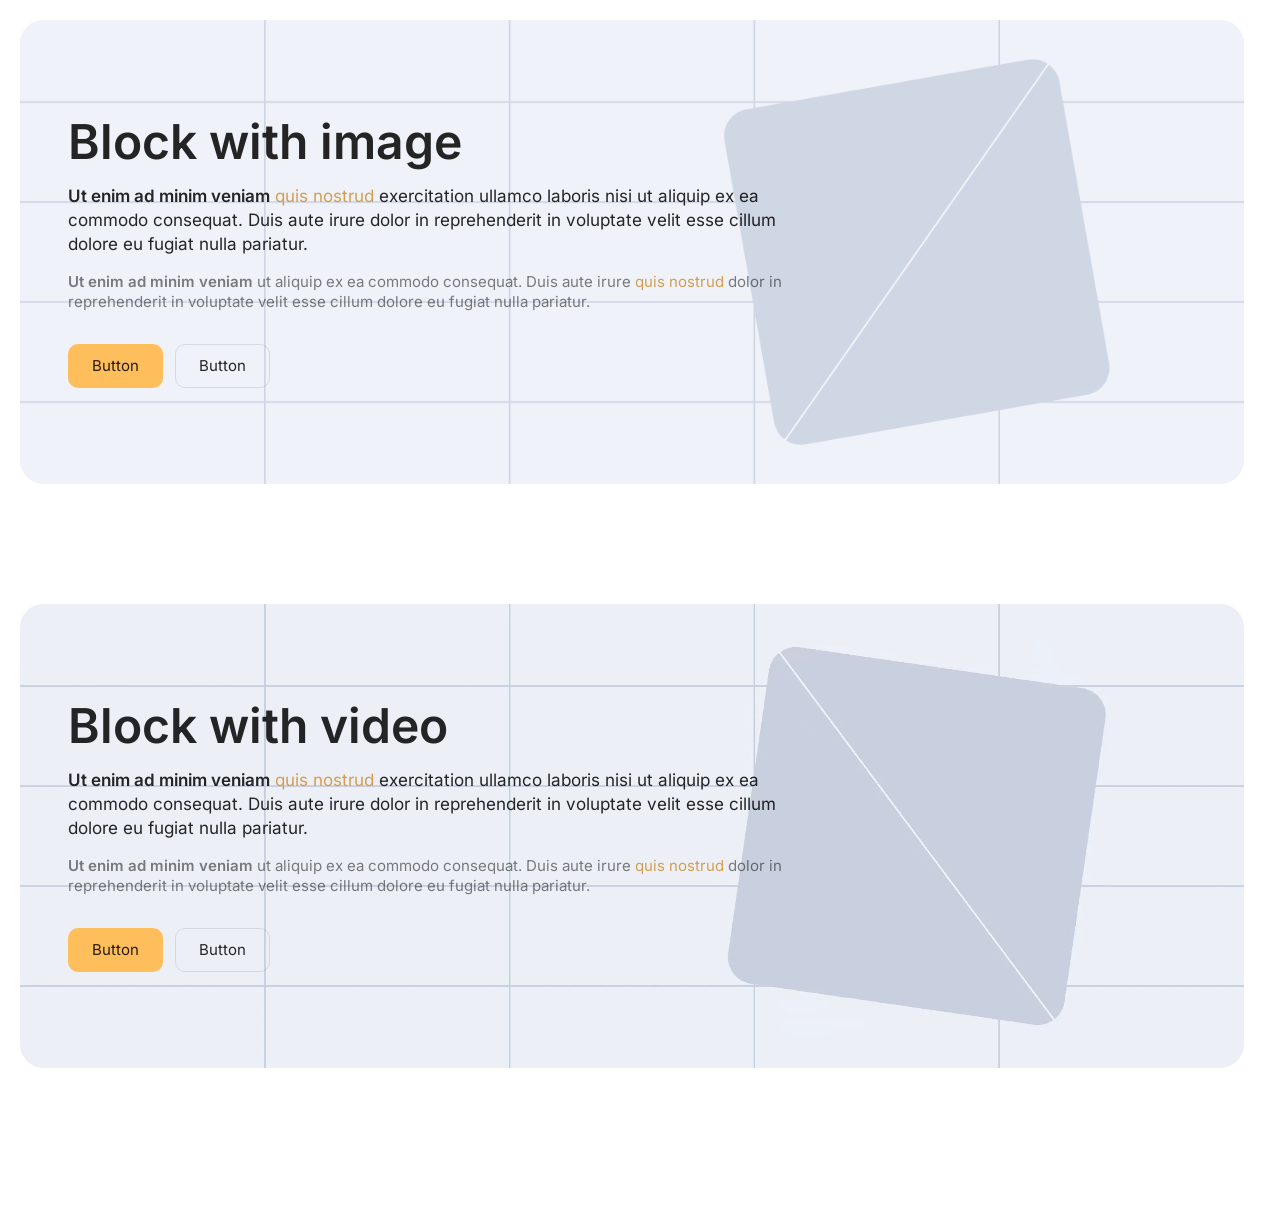 Block with image
Ut enim ad minim veniam quis nostrud exercitation ullamco laboris nisi ut aliquip ex ea
commodo consequat. Duis aute irure dolor in reprehenderit in voluptate velit esse cillum
dolore eu fugiat nulla pariatur.
Ut enim ad minim veniam ut aliquip ex ea commodo consequat. Duis aute irure quis nostrud dolor in
reprehenderit in voluptate velit esse cillum dolore eu fugiat nulla pariatur.
Button Button
Block with video
Ut enim ad minim veniam quis nostrud exercitation ullamco laboris nisi ut aliquip ex ea
commodo consequat. Duis aute irure dolor in reprehenderit in voluptate velit esse cillum
dolore eu fugiat nulla pariatur.
Ut enim ad minim veniam ut aliquip ex ea commodo consequat. Duis aute irure quis nostrud dolor in
reprehenderit in voluptate velit esse cillum dolore eu fugiat nulla pariatur.
Button Button